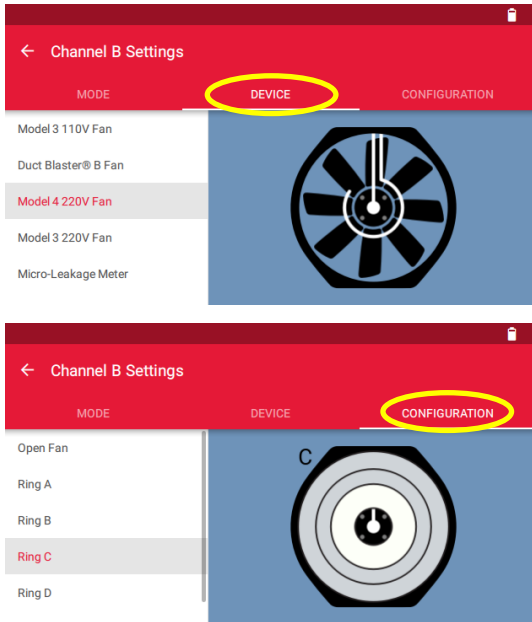 Channel B Settings
MODE DEVICE CONFIGURATION
Model 3 110V Fan
Duct Blaster® B Fan
Model 4 220V Fan
Model 3 220V Fan
Micro-Leakage Meter
Channel B Settings
MODE DEVICE CONFIGURATION
Open Fan
C
Ring A
Ring B
Ring C
Ring D